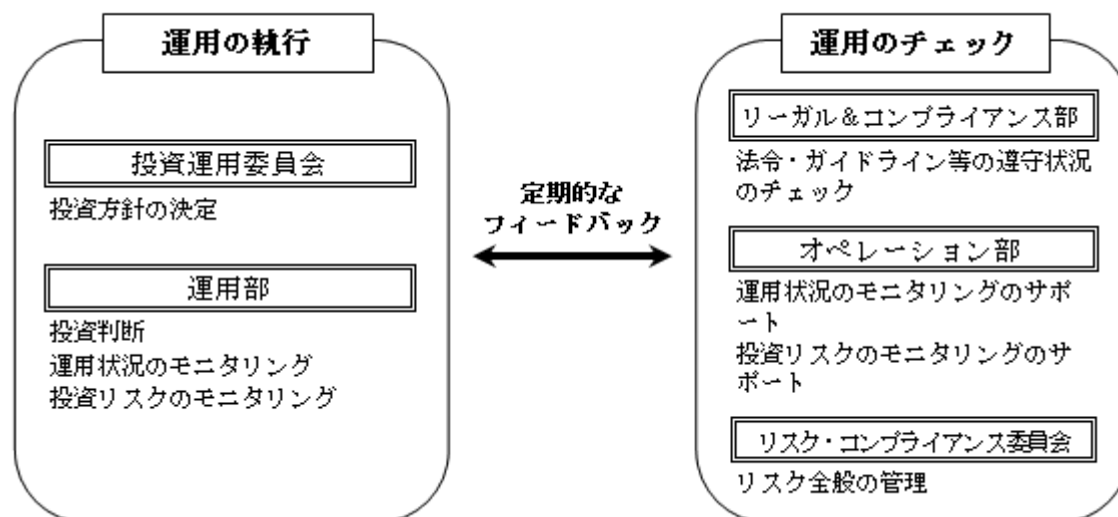 運用の執行
投資運用委員会
投資方針の決定
運用部
投資判断
運用状況のモニタリング
投資リスクのモニタリング
定期的な
フィードバック
運用のチェック
リーガル＆コンプライアンス部
法令・ガイドライン等の遵守状況
のチェック
オペレーション部
運用状況のモニタリングのサポ
ート
投資リスクのモニタリングのサ
ポート
リスク・コンプライアンス委員会
リスク全般の管理